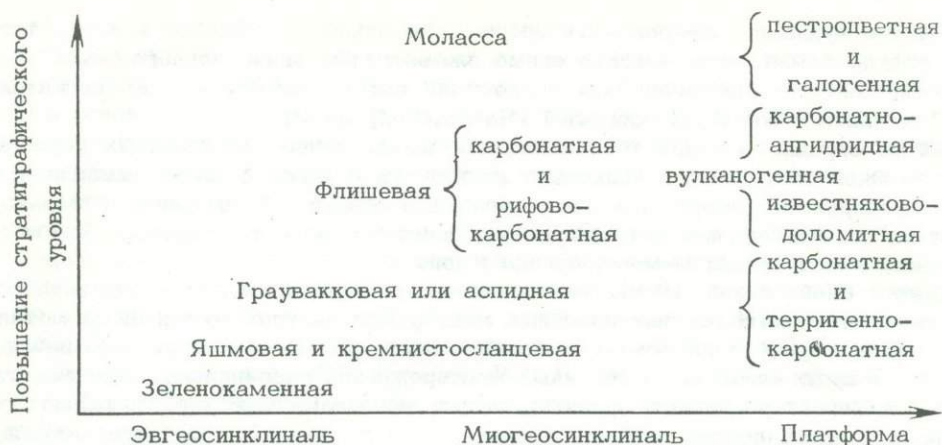 Повышение стратиграфического
уровня
Моласса
пестроцветная
и
галогенная
карбонатно-
ангидридная
карбонатная
Флишевая
и
вулканогенная
рифово-
карбонатная
известняково-
доломитная
карбонатная
Граувакковая или аспидная
и
терригенно-
Яшмовая и кремнистосланцевая
карбонатная
Зеленокаменная
Эвгеосинклиналь
Миогеосинклиналь
Платформа